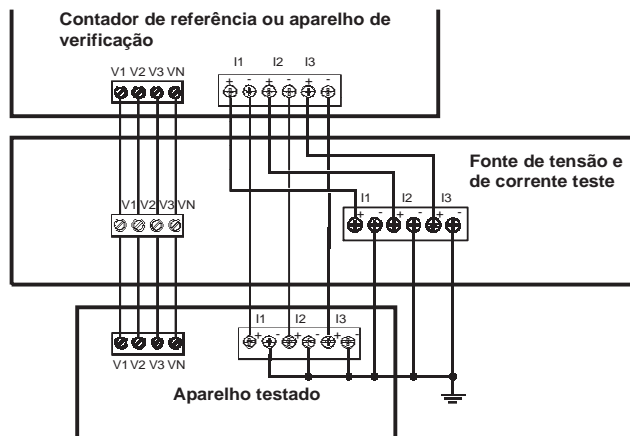 Contador de referência ou aparelho de
verificação
V1 V2 V3 VN
I1 I2 I3
+ - + - + -
Fonte de tensão e
de corrente teste
V1 V2 V3 VN
I1 I2 I3
+ - + - + -
I1 I2 I3
+ - + - + -
V1 V2 V3 VN
Aparelho testado